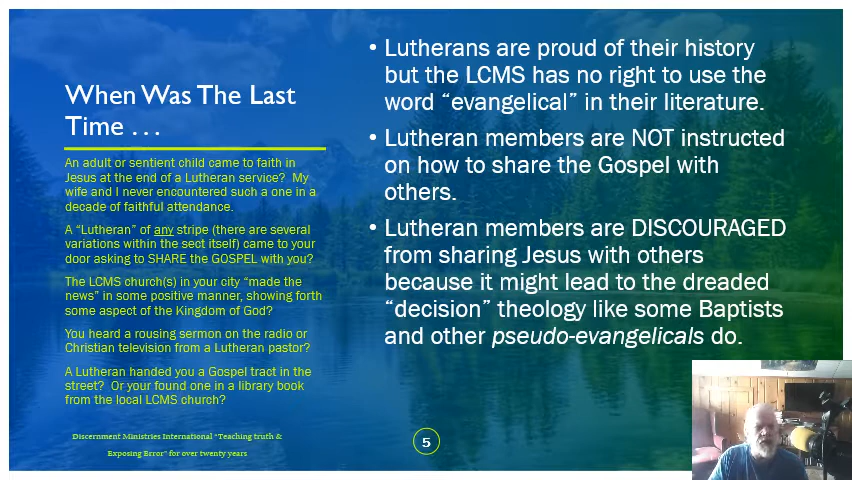 When Was The Last
Time . . .
An adult or sentient child came to faith in
Jesus at the end of a Lutheran service?  My
wife and I never encountered such a one in a
decade of faithful attendance.
A “Lutheran” of any stripe (there are several
variations within the sect itself) came to your
door asking to SHARE the GOSPEL with you?
The LCMS church(s) in your city “made the
news” in some positive manner, showing forth
some aspect of the Kingdom of God?
You heard a rousing sermon on the radio or
Christian television from a Lutheran pastor?
A Lutheran handed you a Gospel tract in the
street?  Or your found one in a library book
from the local LCMS church?
Discernment Ministries International “Teaching truth &
Exposing Error” for over twenty years
• Lutherans are proud of their history
but the LCMS has no right to use the
word “evangelical” in their literature.
• Lutheran members are NOT instructed
on how to share the Gospel with
others.
• Lutheran members are DISCOURAGED
from sharing Jesus with others
because it might lead to the dreaded
“decision” theology like some Baptists
and other pseudo-evangelicals do.
5